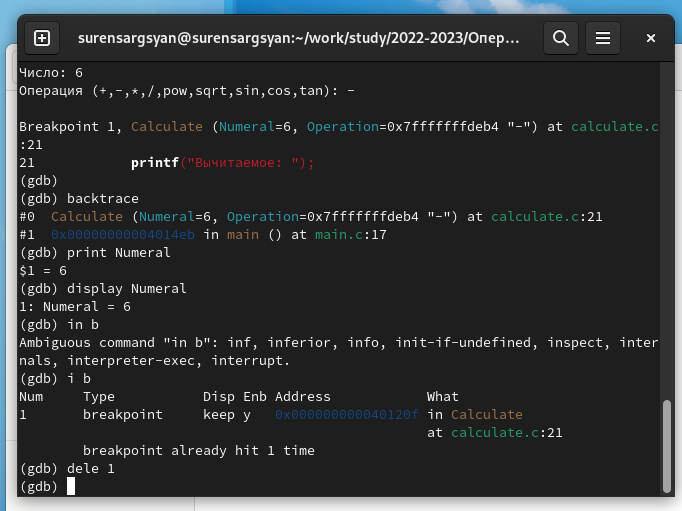 surensargsyan@surensargsyan:~/work/study/2022-2023/Опер...
Число: 6
Операция (+,-,*,/,pow,sqrt,sin,cos,tan): -
Breakpoint 1, Calculate (Numeral=6, Operation=0x7fffffffdeb4 "-") at calculate.c
:21
21            printf("Вычитаемое: ");
(gdb)
(gdb) backtrace
#0  Calculate (Numeral=6, Operation=0x7fffffffdeb4 "-") at calculate.c:21
#1  0x00000000004014eb in main () at main.c:17
(gdb) print Numeral
$1 = 6
(gdb) display Numeral
1: Numeral = 6
(gdb) in b
Ambiguous command "in b": inf, inferior, info, init-if-undefined, inspect, inter
nals, interpreter-exec, interrupt.
(gdb) i b
Num     Type           Disp Enb Address            What
1       breakpoint     keep y   0x000000000040120f in Calculate
                                                   at calculate.c:21
        breakpoint already hit 1 time
(gdb) dele 1
(gdb)